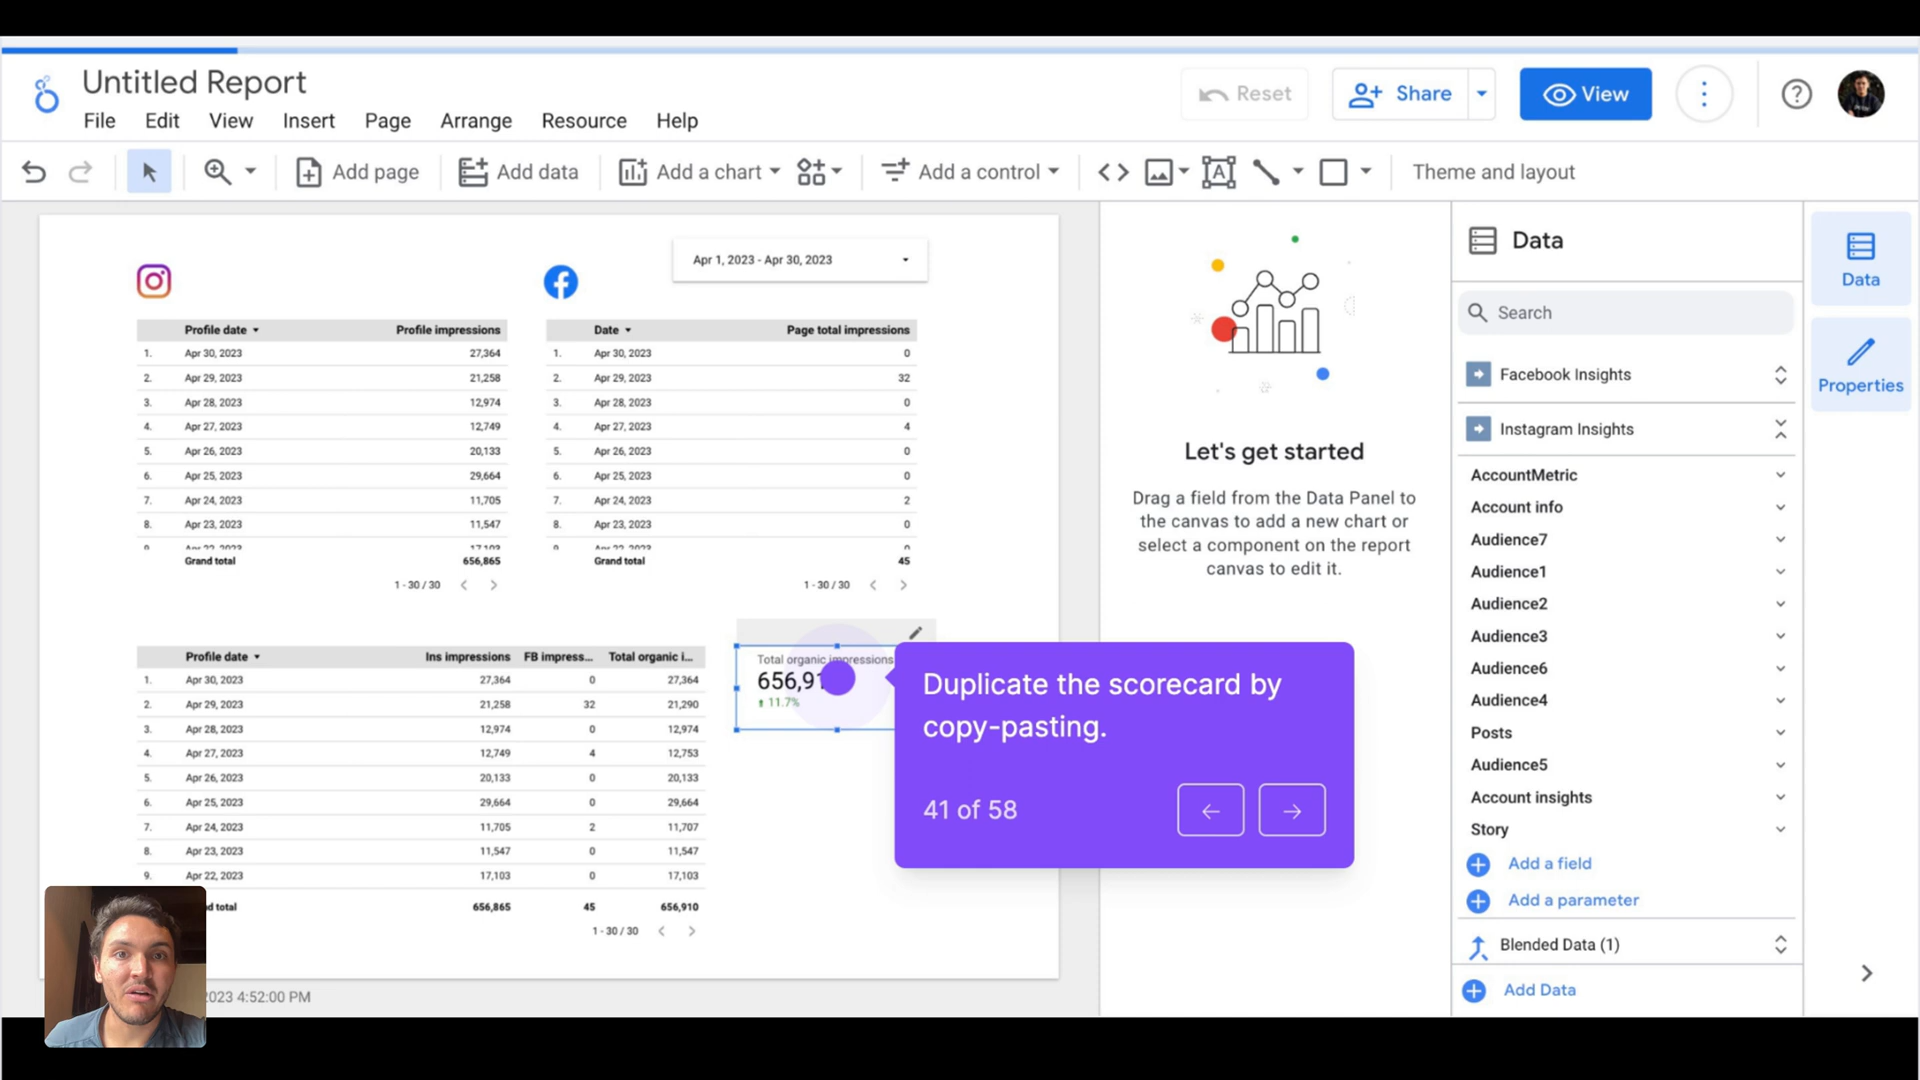 Untitled Report
File Edit View Insert Page Arrange Resource Help
Reset
Share
View
Add page
Add data
Add a chart
Add a control
Theme and layout
Apr 1, 2023 - Apr 30, 2023
Profile date Profile impressions
1. Apr 30, 2023 27,364
2. Apr 29, 2023 21,258
3. Apr 28, 2023 12,974
4. Apr 27, 2023 12,749
5. Apr 26, 2023 20,133
6. Apr 25, 2023 29,664
7. Apr 24, 2023 11,705
8. Apr 23, 2023 11,547
9. Apr 22, 2023 17,103
Grand total 656,865
1 - 30 / 30
Date Page total impressions
1. Apr 30, 2023 0
2. Apr 29, 2023 32
3. Apr 28, 2023 0
4. Apr 27, 2023 4
5. Apr 26, 2023 0
6. Apr 25, 2023 0
7. Apr 24, 2023 2
8. Apr 23, 2023 0
9. Apr 22, 2023 0
Grand total 45
1 - 30 / 30
Profile date Ins impressions FB impress... Total organic i...
1. Apr 30, 2023 27,364 0 27,364
2. Apr 29, 2023 21,258 32 21,290
3. Apr 28, 2023 12,974 0 12,974
4. Apr 27, 2023 12,749 4 12,753
5. Apr 26, 2023 20,133 0 20,133
6. Apr 25, 2023 29,664 0 29,664
7. Apr 24, 2023 11,705 2 11,707
8. Apr 23, 2023 11,547 0 11,547
9. Apr 22, 2023 17,103 0 17,103
d total 656,865 45 656,910
1 - 30 / 30
2023 4:52:00 PM
Total organic impressions
656,91
11.7%
Duplicate the scorecard by
copy-pasting.
41 of 58
Let's get started
Drag a field from the Data Panel to
the canvas to add a new chart or
select a component on the report
canvas to edit it.
Data
Search
Facebook Insights
Instagram Insights
AccountMetric
Account info
Audience7
Audience1
Audience2
Audience3
Audience6
Audience4
Posts
Audience5
Account insights
Story
Add a field
Add a parameter
Blended Data (1)
Add Data
Data
Properties